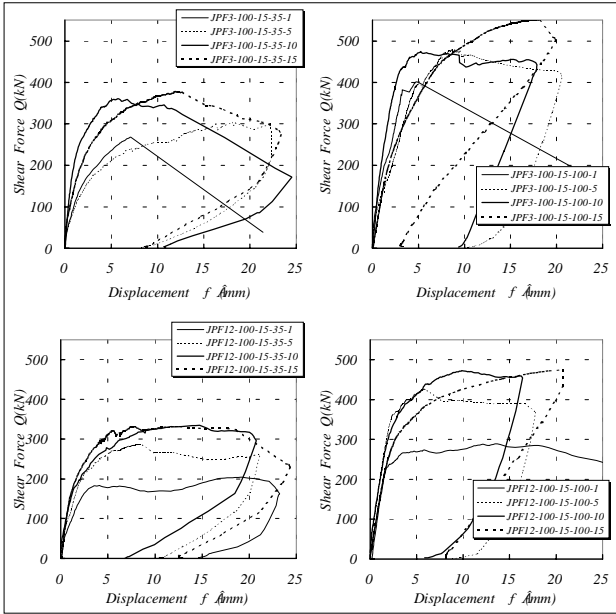 JPF3-100-15-35-1
JPF3-100-15-35-5
JPF3-100-15-35-10
JPF3-100-15-35-15
Shear Force Q(kN)
500
400
300
200
100
0
0 5 10 15 20 25
Displacement ƒ Â(mm)
JPF3-100-15-100-1
JPF3-100-15-100-5
JPF3-100-15-100-10
JPF3-100-15-100-15
Shear Force Q(kN)
500
400
300
200
100
0
0 5 10 15 20 25
Displacement ƒ Â(mm)
JPF12-100-15-35-1
JPF12-100-15-35-5
JPF12-100-15-35-10
JPF12-100-15-35-15
Shear Force Q(kN)
500
400
300
200
100
0
0 5 10 15 20 25
Displacement ƒ Â(mm)
JPF12-100-15-100-1
JPF12-100-15-100-5
JPF12-100-15-100-10
JPF12-100-15-100-15
Shear Force Q(kN)
500
400
300
200
100
0
0 5 10 15 20 25
Displacement ƒ Â(mm)